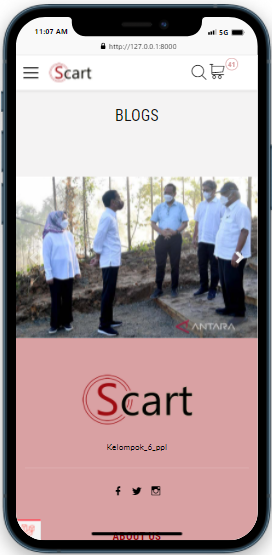 11:07 AM
5G
http://127.0.0.1:8000
Scart
41
BLOGS
ANTARA
Scart
Kelompok_6_ppl
ABOUT US